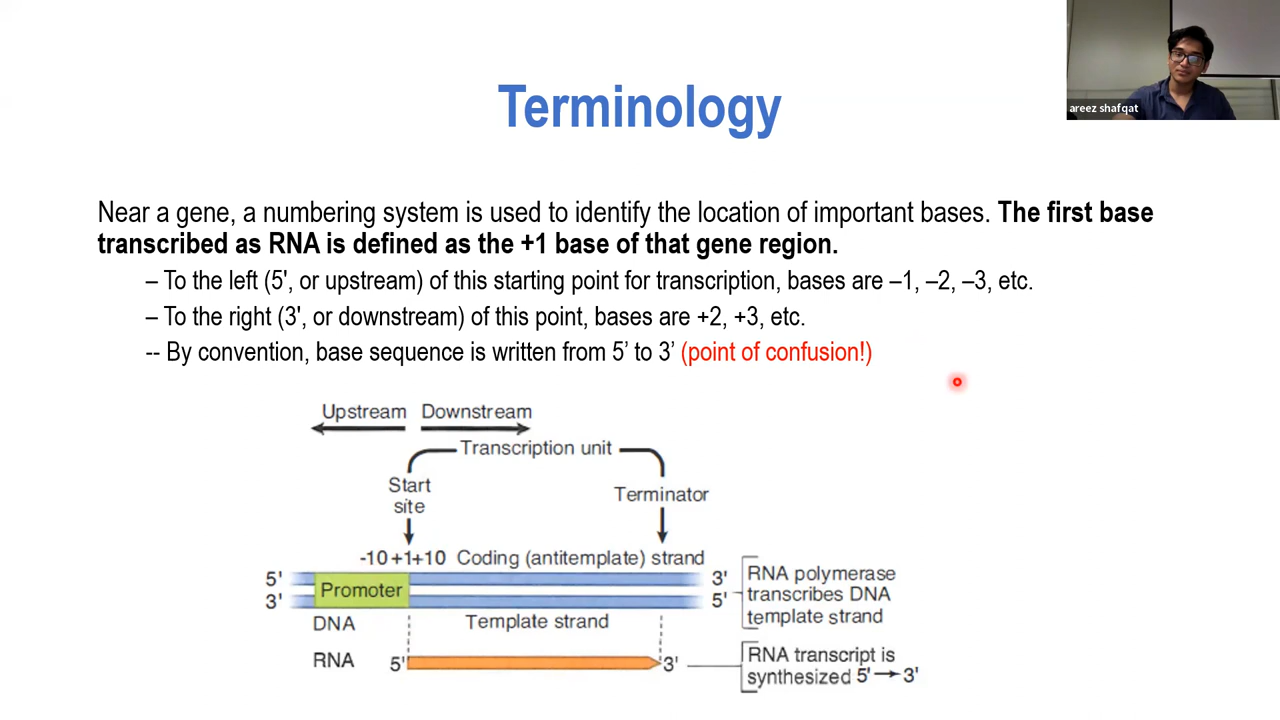 areez shafqat
Terminology
Near a gene, a numbering system is used to identify the location of important bases. The first base
transcribed as RNA is defined as the +1 base of that gene region.
– To the left (5', or upstream) of this starting point for transcription, bases are –1, –2, –3, etc.
– To the right (3', or downstream) of this point, bases are +2, +3, etc.
-- By convention, base sequence is written from 5’ to 3’ (point of confusion!)
Upstream Downstream
Transcription unit
Start
site
Terminator
-10 +1 +10 Coding (antitemplate) strand
5' 3'
3' 5'
Promoter
DNA Template strand
RNA polymerase
transcribes DNA
template strand
RNA 5' 3'
RNA transcript is
synthesized 5' → 3'